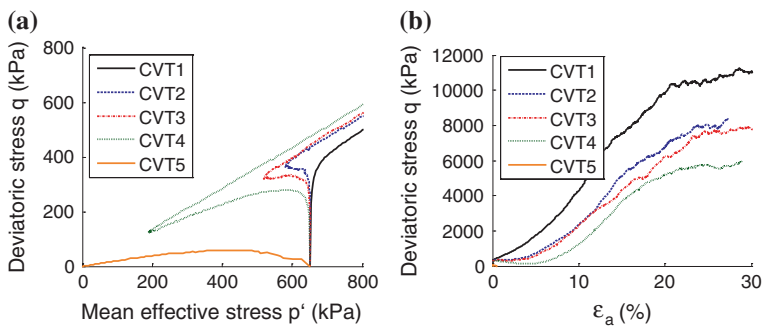 (a)
Deviatoric stress q (kPa)
800
600
400
200
0
CVT1
CVT2
CVT3
CVT4
CVT5
0
200
400
600
800
Mean effective stress p‘ (kPa)
(b)
Deviatoric stress q (kPa)
12000
10000
8000
6000
4000
2000
0
CVT1
CVT2
CVT3
CVT4
CVT5
0
10
20
30
εa (%)